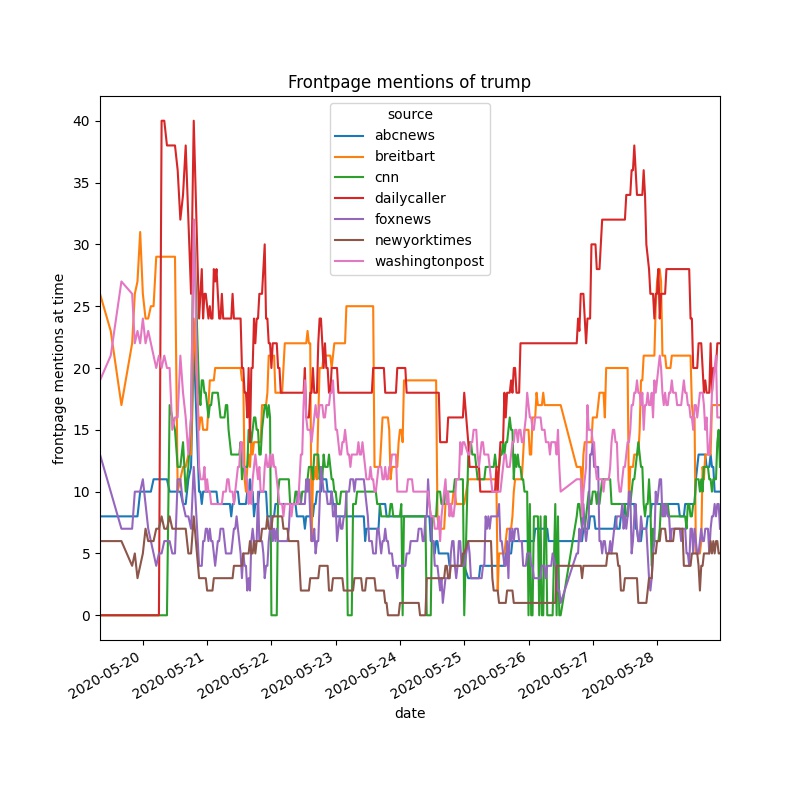 Frontpage mentions of trump
source
abcnews
breitbart
cnn
dailycaller
foxnews
newyorktimes
washingtonpost
frontpage mentions at time
40
35
30
25
20
15
10
5
0
2020-05-20
2020-05-21
2020-05-22
2020-05-23
2020-05-24
2020-05-25
2020-05-26
2020-05-27
2020-05-28
date